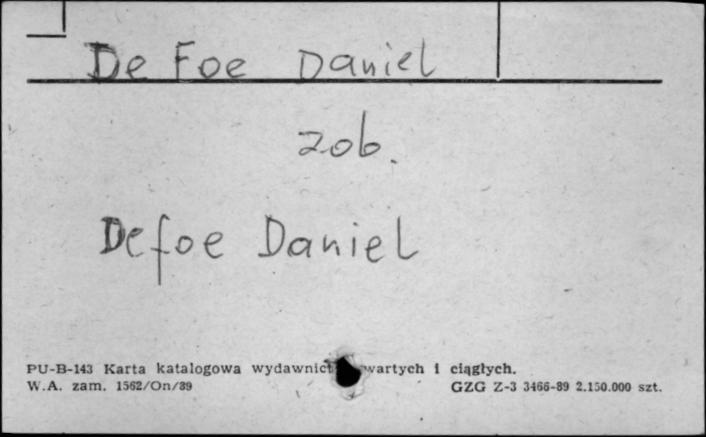 De Foe Daniel
zob.
Defoe Daniel
PU-B-143 Karta katalogowa wydawnict wartych i ciągłych.
W.A. zam. 1562/On/89 GZG Z-3 3466-89 2.150.000 szt.